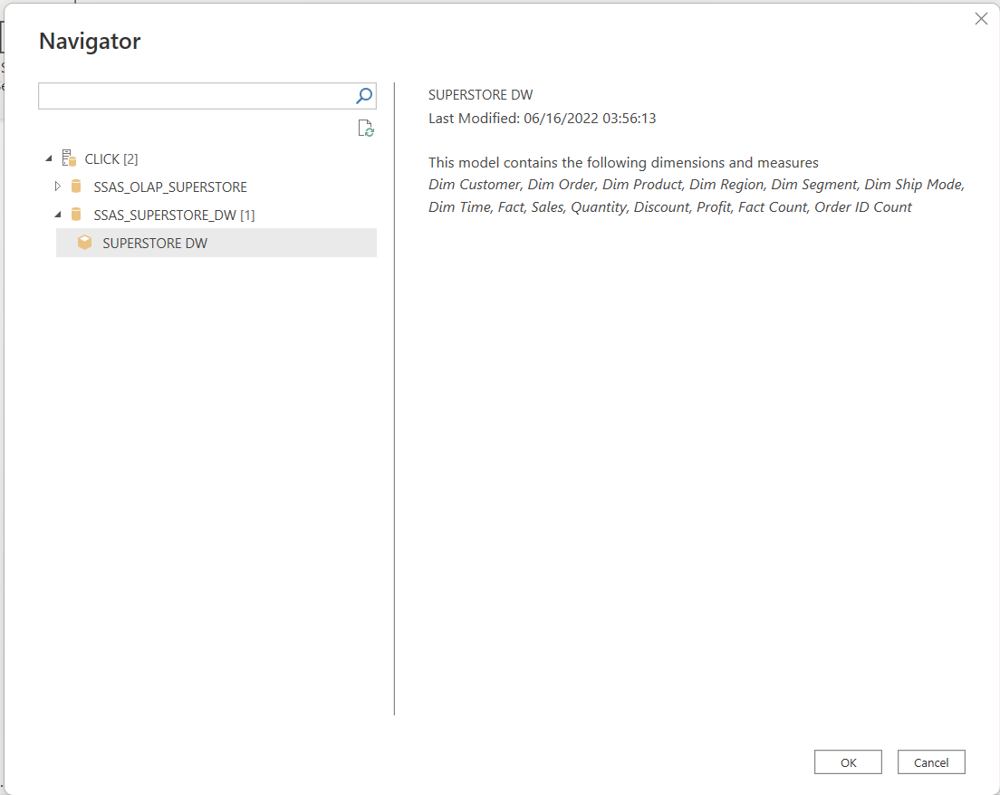 Navigator
SUPERSTORE DW
Last Modified: 06/16/2022 03:56:13
CLICK [2]
This model contains the following dimensions and measures
SSAS_OLAP_SUPERSTORE
Dim Customer, Dim Order, Dim Product, Dim Region, Dim Segment, Dim Ship Mode,
Dim Time, Fact, Sales, Quantity, Discount, Profit, Fact Count, Order ID Count
SSAS_SUPERSTORE_DW [1]
SUPERSTORE DW
OK
Cancel